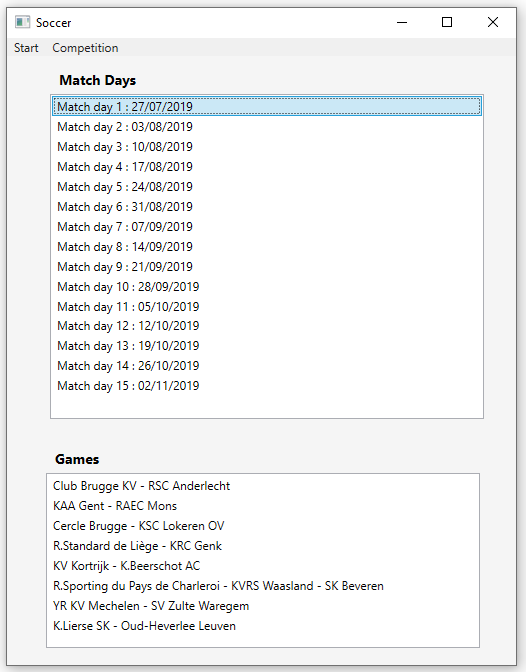 Soccer
Start Competition
Match Days
Match day 1 : 27/07/2019
Match day 2 : 03/08/2019
Match day 3 : 10/08/2019
Match day 4 : 17/08/2019
Match day 5 : 24/08/2019
Match day 6 : 31/08/2019
Match day 7 : 07/09/2019
Match day 8 : 14/09/2019
Match day 9 : 21/09/2019
Match day 10 : 28/09/2019
Match day 11 : 05/10/2019
Match day 12 : 12/10/2019
Match day 13 : 19/10/2019
Match day 14 : 26/10/2019
Match day 15 : 02/11/2019
Games
Club Brugge KV - RSC Anderlecht
KAA Gent - RAEC Mons
Cercle Brugge - KSC Lokeren OV
R.Standard de Liège - KRC Genk
KV Kortrijk - K.Beerschot AC
R.Sporting du Pays de Charleroi - KVRS Waasland - SK Beveren
YR KV Mechelen - SV Zulte Waregem
K.Lierse SK - Oud-Heverlee Leuven